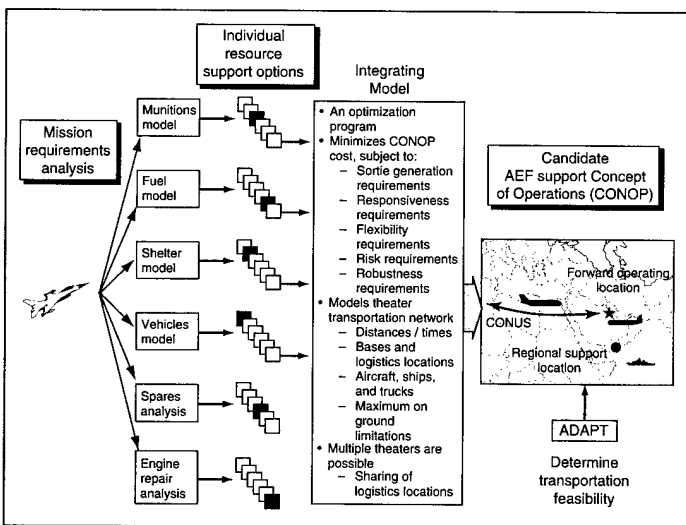 Individual
resource
support options
Mission
requirements
analysis
Munitions
model
Fuel
model
Shelter
model
Vehicles
model
Spares
analysis
Engine
repair
analysis
Integrating
Model
• An optimization
program
• Minimizes CONOP
cost, subject to:
– Sortie generation
requirements
– Responsiveness
requirements
– Flexibility
requirements
– Risk requirements
– Robustness
requirements
• Models theater
transportation network
– Distances / times
– Bases and
logistics locations
– Aircraft, ships,
and trucks
– Maximum on
ground
limitations
• Multiple theaters are
possible
– Sharing of
logistics locations
Candidate
AEF support Concept
of Operations (CONOP)
Forward operating
location
CONUS
Regional support
location
ADAPT
Determine
transportation
feasibility